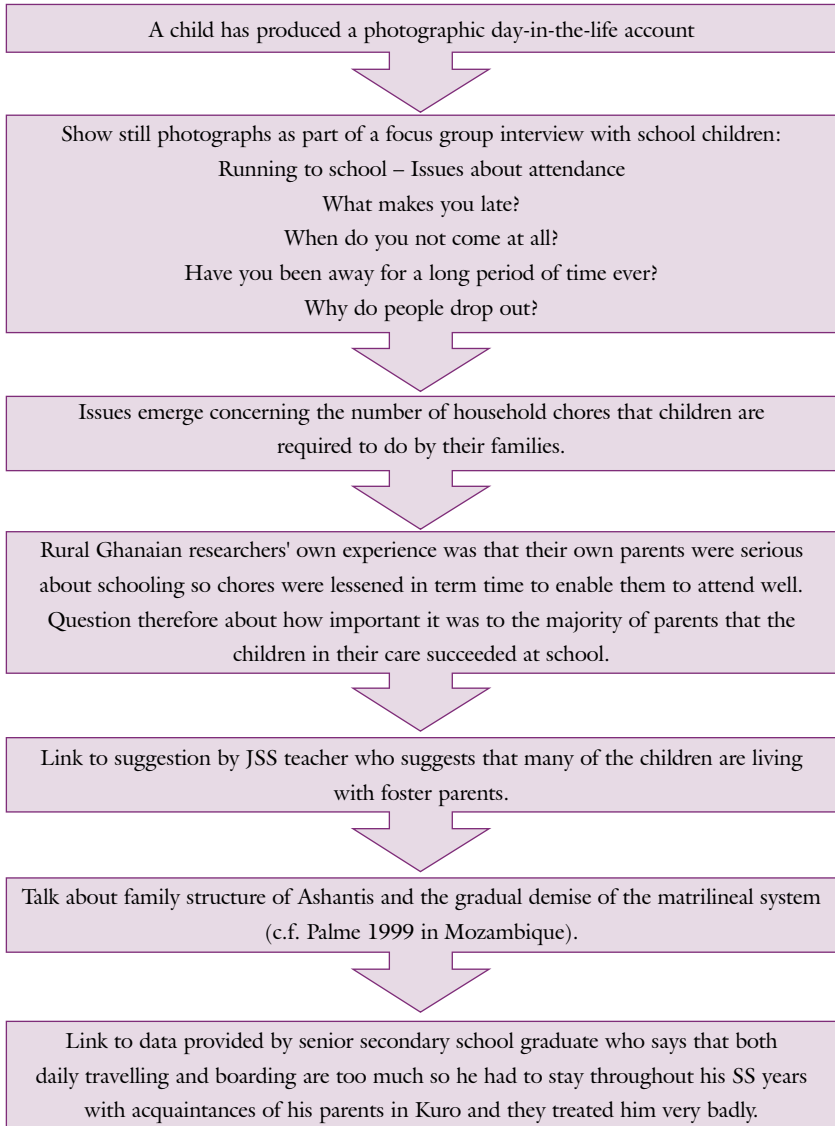 A child has produced a photographic day-in-the-life account
Show still photographs as part of a focus group interview with school children:
Running to school – Issues about attendance
What makes you late?
When do you not come at all?
Have you been away for a long period of time ever?
Why do people drop out?
Issues emerge concerning the number of household chores that children are
required to do by their families.
Rural Ghanaian researchers' own experience was that their own parents were serious
about schooling so chores were lessened in term time to enable them to attend well.
Question therefore about how important it was to the majority of parents that the
children in their care succeeded at school.
Link to suggestion by JSS teacher who suggests that many of the children are living
with foster parents.
Talk about family structure of Ashantis and the gradual demise of the matrilineal system
(c.f. Palme 1999 in Mozambique).
Link to data provided by senior secondary school graduate who says that both
daily travelling and boarding are too much so he had to stay throughout his SS years
with acquaintances of his parents in Kuro and they treated him very badly.